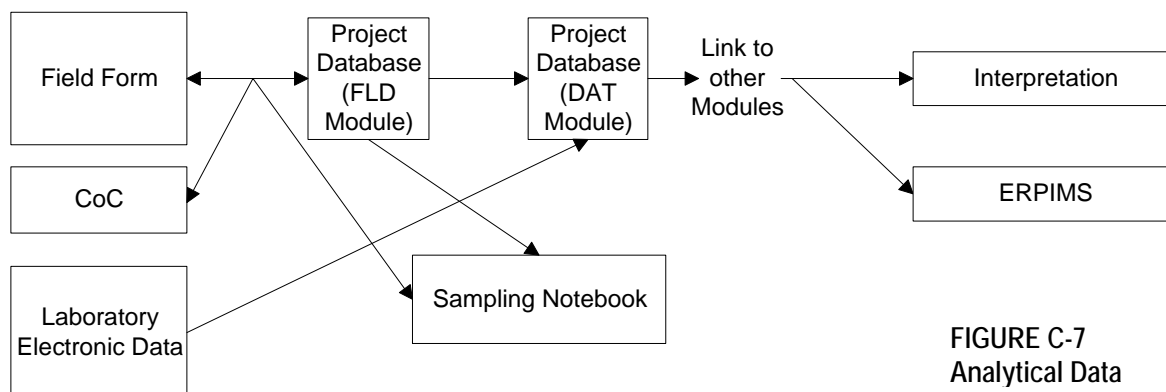 Field Form
Project
Database
(FLD
Module)
Project
Database
(DAT
Module)
Link to
other
Modules
Interpretation
CoC
ERPIMS
Laboratory
Electronic Data
Sampling Notebook
FIGURE C-7
Analytical Data